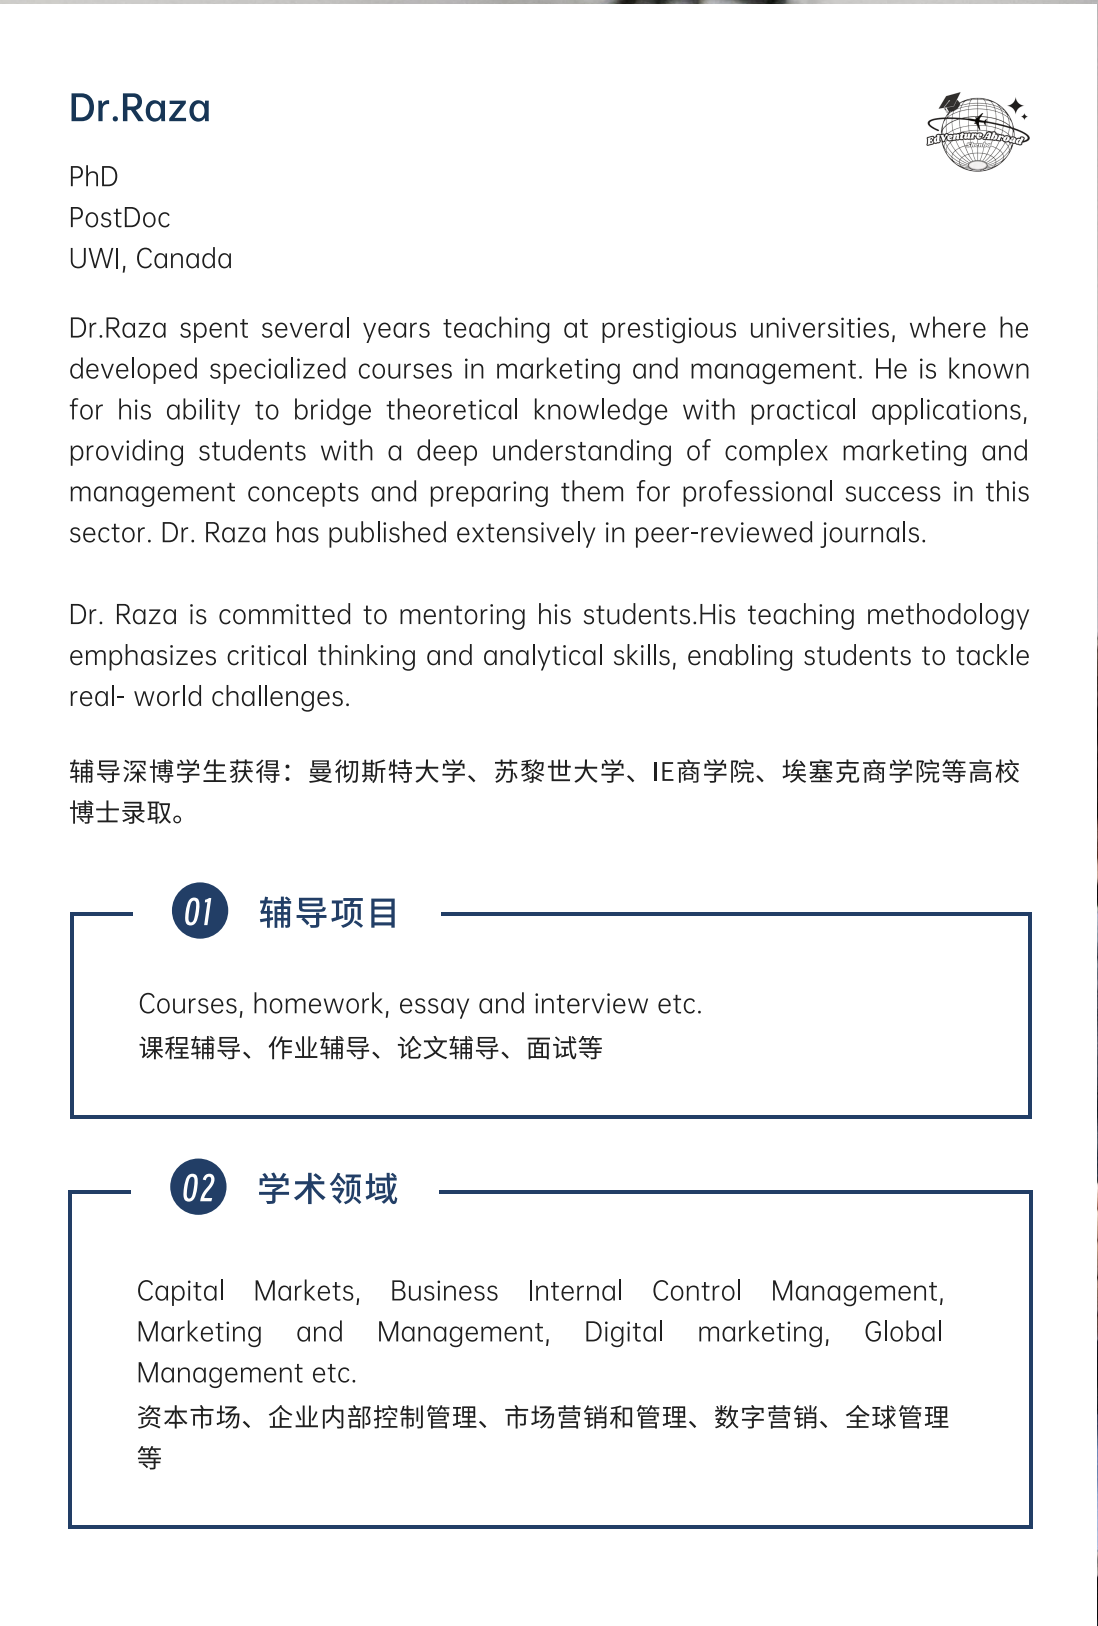 Dr.Raza
EdVenture Abroad
PhD
PostDoc
UWI, Canada
Dr.Raza spent several years teaching at prestigious universities, where he
developed specialized courses in marketing and management. He is known
for his ability to bridge theoretical knowledge with practical applications,
providing students with a deep understanding of complex marketing and
management concepts and preparing them for professional success in this
sector. Dr. Raza has published extensively in peer-reviewed journals.
Dr. Raza is committed to mentoring his students.His teaching methodology
emphasizes critical thinking and analytical skills, enabling students to tackle
real- world challenges.
辅导深博学生获得：曼彻斯特大学、苏黎世大学、IE商学院、埃塞克商学院等高校
博士录取。
01 辅导项目
Courses, homework, essay and interview etc.
课程辅导、作业辅导、论文辅导、面试等
02 学术领域
Capital Markets, Business Internal Control Management,
Marketing and Management, Digital marketing, Global
Management etc.
资本市场、企业内部控制管理、市场营销和管理、数字营销、全球管理
等